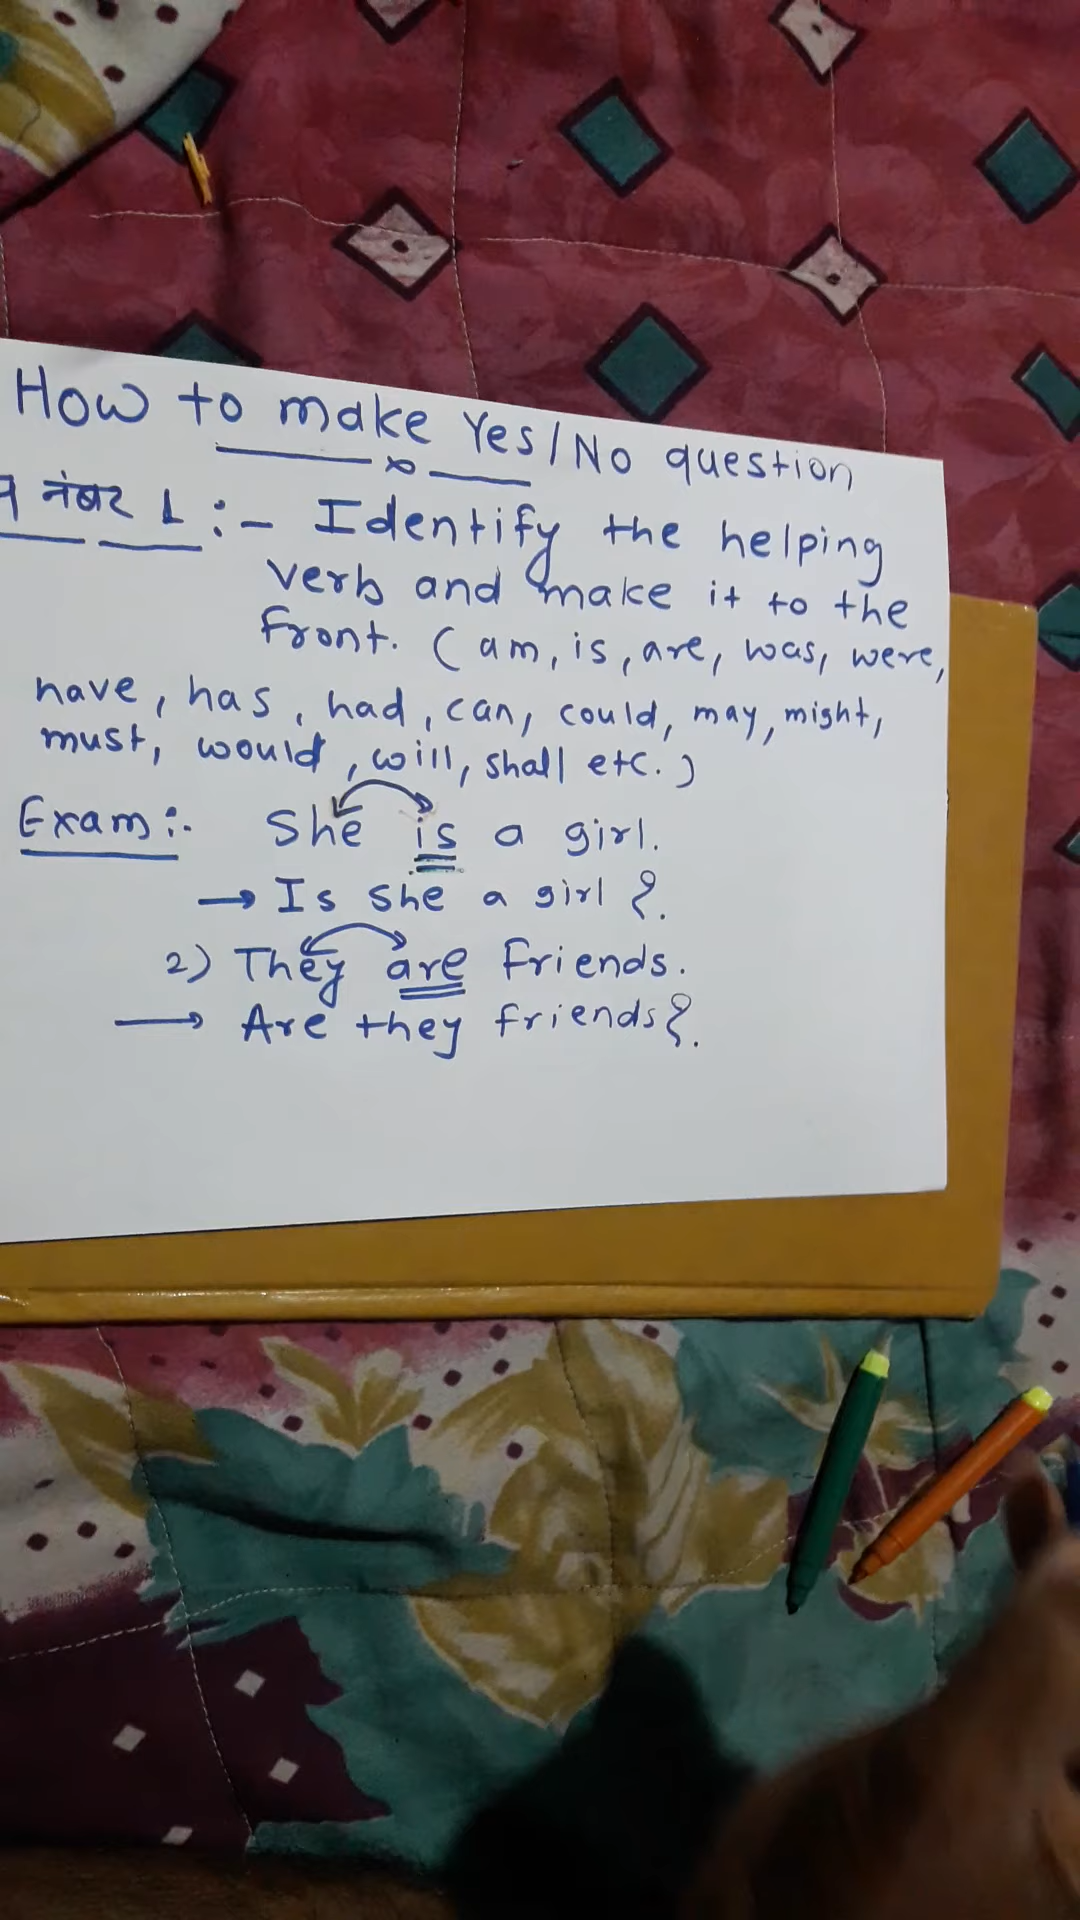 How to make Yes/No question
नंबर 1 :- Identify the helping
verb and make it to the
front. (am, is, are, was, were,
have, has, had, can, could, may, might,
must, would, will, shall etc.)
Exam:- She is a girl.
→ Is she a girl ?
2) They are friends.
→ Are they friends?